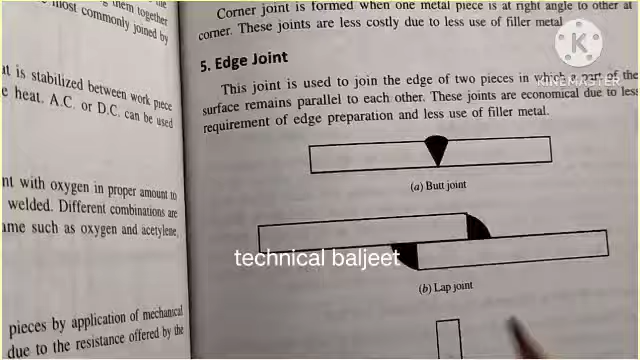 most commonly joined by
them together
at is stabilized between work piece
e heat. A.C. or D.C. can be used
nt with oxygen in proper amount to
welded. Different combinations are
ame such as oxygen and acetylene,
pieces by application of mechanical
due to the resistance offered by the
Corner joint is formed when one metal piece is at right angle to other at
corner. These joints are less costly due to less use of filler metal
5. Edge Joint
This joint is used to join the edge of two pieces in which a part of the
surface remains parallel to each other. These joints are economical due to less
requirement of edge preparation and less use of filler metal.
(a) Butt joint
technical baljeet
(b) Lap joint
K
KINEMASTER